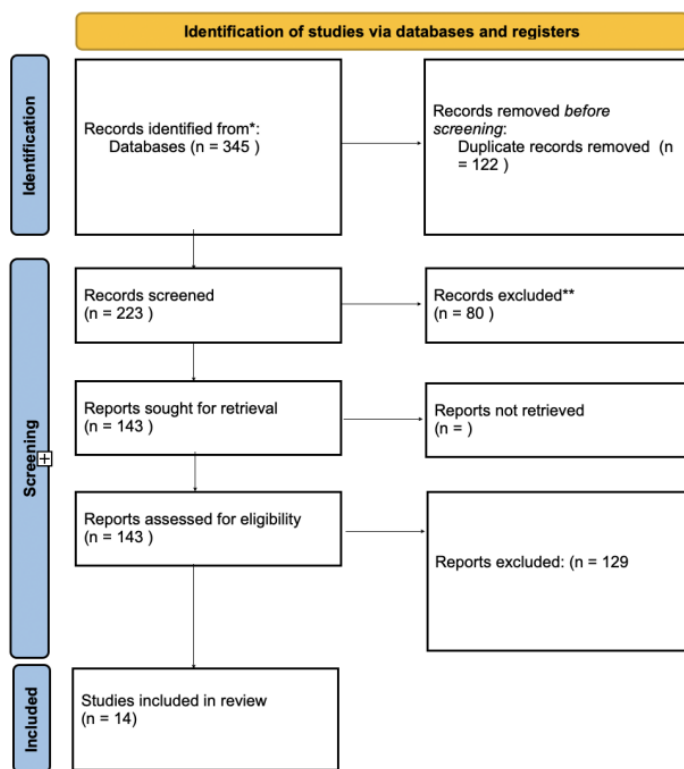 Identification of studies via databases and registers
Identification
Records identified from*:
Databases (n = 345 )
Records removed before
screening:
Duplicate records removed (n
= 122 )
Screening
Records screened
(n = 223 )
Records excluded**
(n = 80 )
Reports sought for retrieval
(n = 143 )
Reports not retrieved
(n = )
Reports assessed for eligibility
(n = 143 )
Reports excluded: (n = 129
Included
Studies included in review
(n = 14)